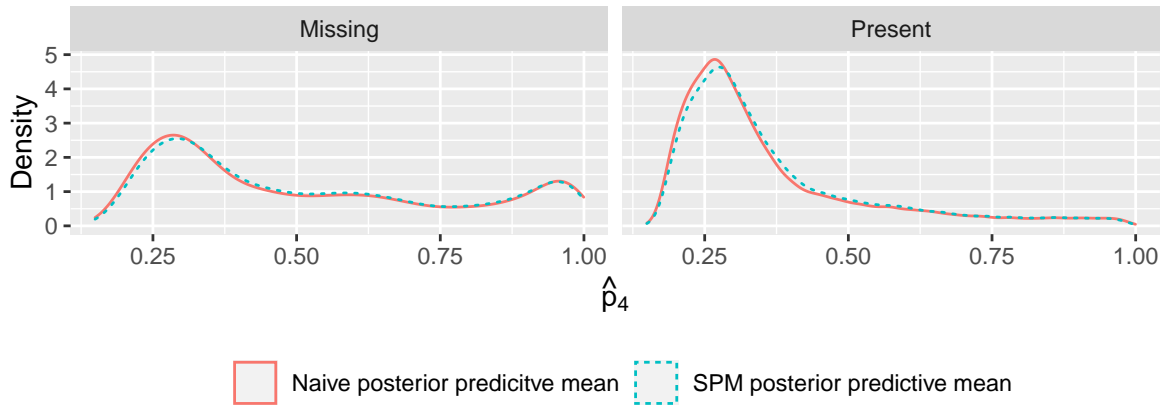 Missing Present
Density
5
4
3
2
1
0
0.25 0.50 0.75 1.00 0.25 0.50 0.75 1.00
p̂4
Naive posterior predicitve mean SPM posterior predictive mean